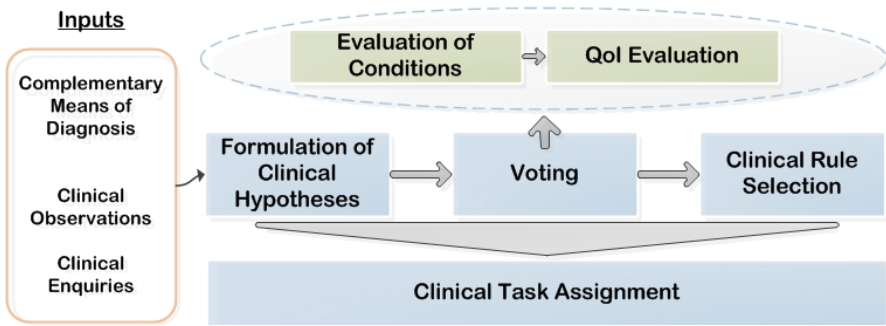 Inputs
Complementary
Means of
Diagnosis
Clinical
Observations
Clinical
Enquiries
Evaluation of
Conditions
QoI Evaluation
Formulation of
Clinical
Hypotheses
Voting
Clinical Rule
Selection
Clinical Task Assignment